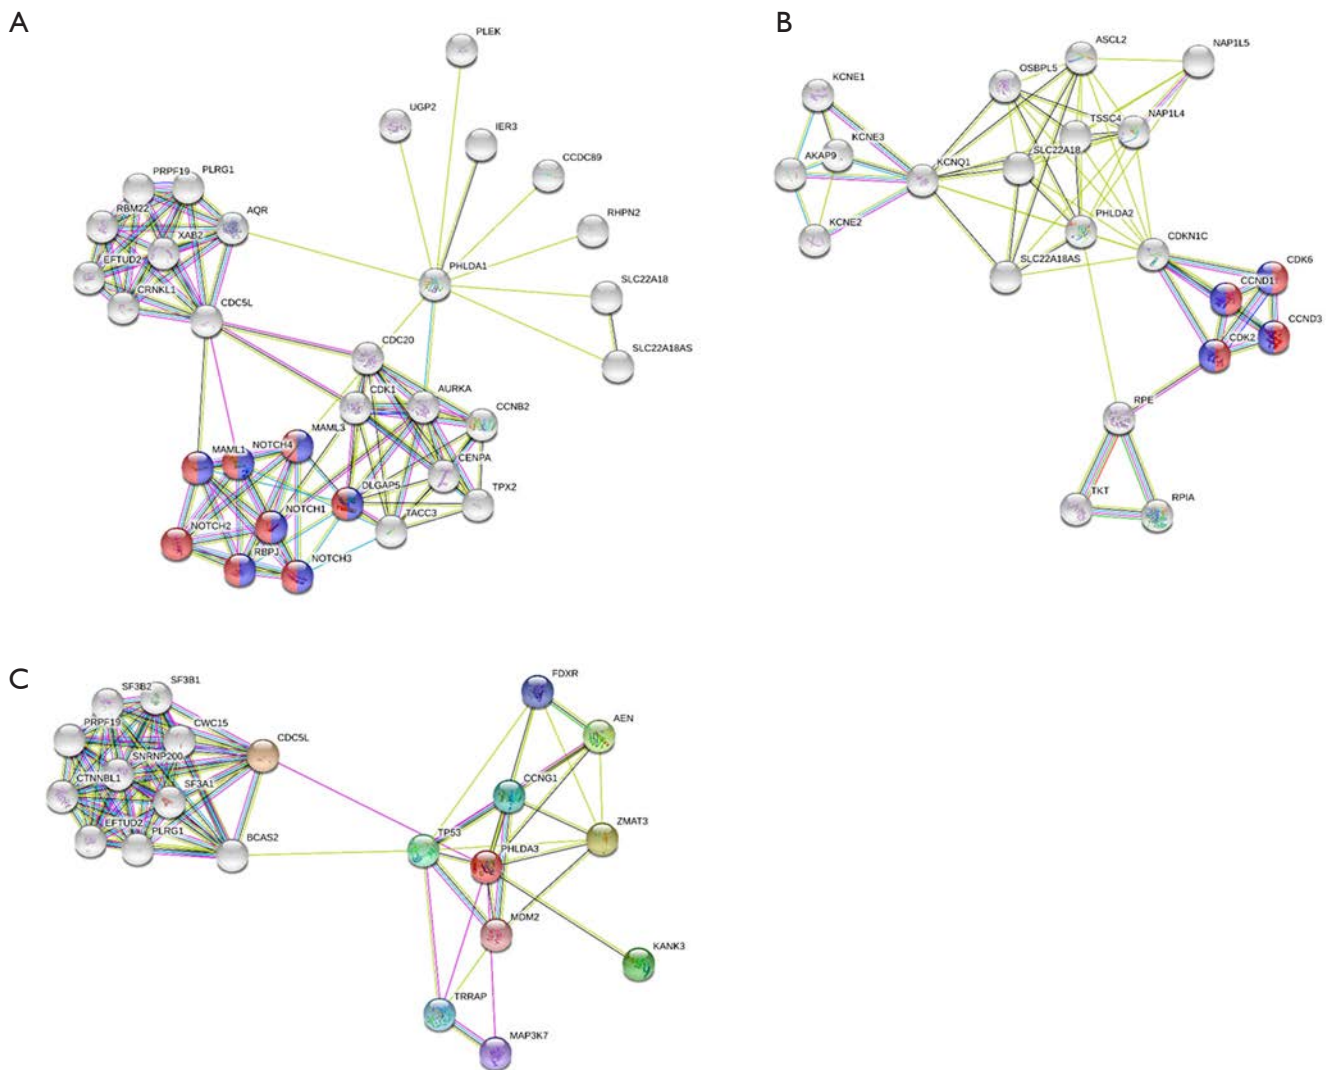 A
PLEK
UGP2
IER3
CCDC89
PRPF19
PLRG1
RBM22
AQR
RHPN2
XAB2
EFTUD2
PHLDA1
SLC22A18
CRNKL1
CDC5L
CDC20
SLC22A18AS
CDK1
AURKA
CCNB2
MAML3
MAML1
NOTCH4
CENPA
DLGAP5
TPX2
NOTCH1
TACC3
NOTCH2
RBPJ
NOTCH3
B
ASCL2
NAP1L5
OSBPL5
KCNE1
TSSC4
NAP1L4
KCNE3
SLC22A18
AKAP9
KCNQ1
KCNE2
PHLDA2
CDKN1C
SLC22A18AS
CDK6
CCND1
CCND3
CDK2
RPE
TKT
RPIA
C
SF3B2
SF3B1
FDXR
PRPF19
CWC15
AEN
CDC5L
SNRNP200
CTNNBL1
CCNG1
SF3A1
ZMAT3
EFTUD2
PLRG1
BCAS2
TP53
PHLDA3
MDM2
KANK3
TRRAP
MAP3K7